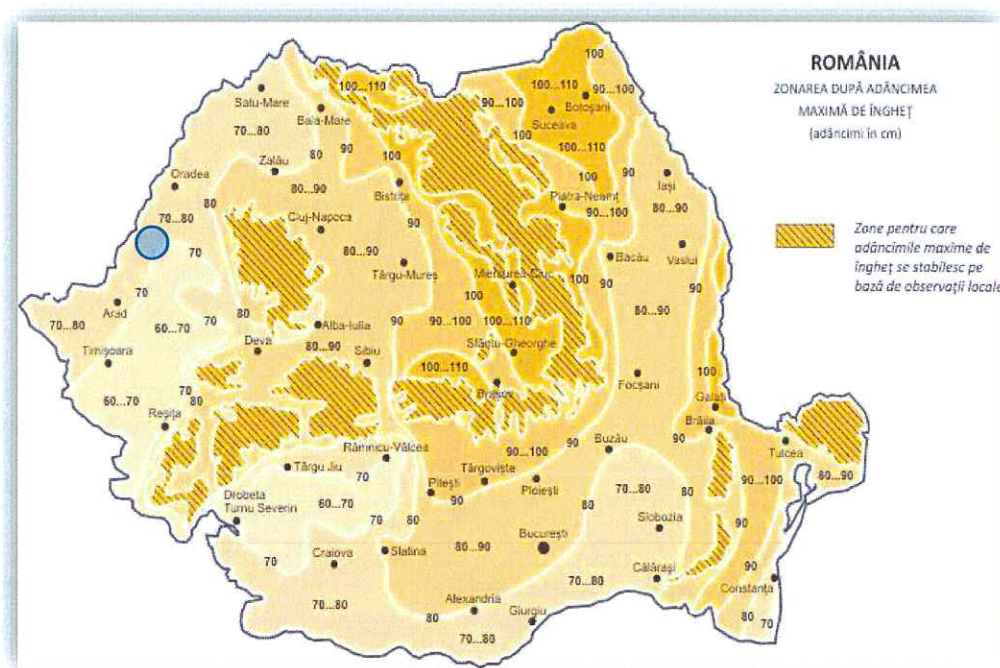 ROMÂNIA
ZONAREA DUPĂ ADÂNCIMEA
MAXIMĂ DE ÎNGHEȚ
(adâncimi în cm)
Zone pentru care
adâncimile maxime de
îngheț se stabilesc pe
bază de observații locale
100
100...110
100...110
90...100
90...100
Satu-Mare
Baia-Mare
Botoșani
Suceava
70...80
80
90
100
100
100...110
Zalău
Oradea
80
80...90
Bistrița
100
90
Iași
Piatra-Neamț
80...90
70...80
Cluj-Napoca
90
90...100
70
80...90
Târgu-Mureș
Bacău
Vaslui
Miercurea-Ciuc
100
90
90
70
Arad
100
80...90
70...80
60...70
70
80
Alba-Iulia
90
90...100
100...110
Timișoara
Deva
80...90
Sibiu
Sfântu-Gheorghe
100...110
Focșani
100
60...70
70
80
Brașov
Galați
Reșița
Brăila
Râmnicu-Vâlcea
90
Buzău
90
Tulcea
90...100
Târgu Jiu
70
Târgoviște
80...90
Pitești
Ploiești
70...80
80
90...100
Drobeta
Turnu Severin
60...70
90
80
70
80
Slobozia
90
București
70
Craiova
Slatina
80...90
70...80
Călărași
90
Constanța
70...80
Alexandria
80
Giurgiu
80
80
70
70...80